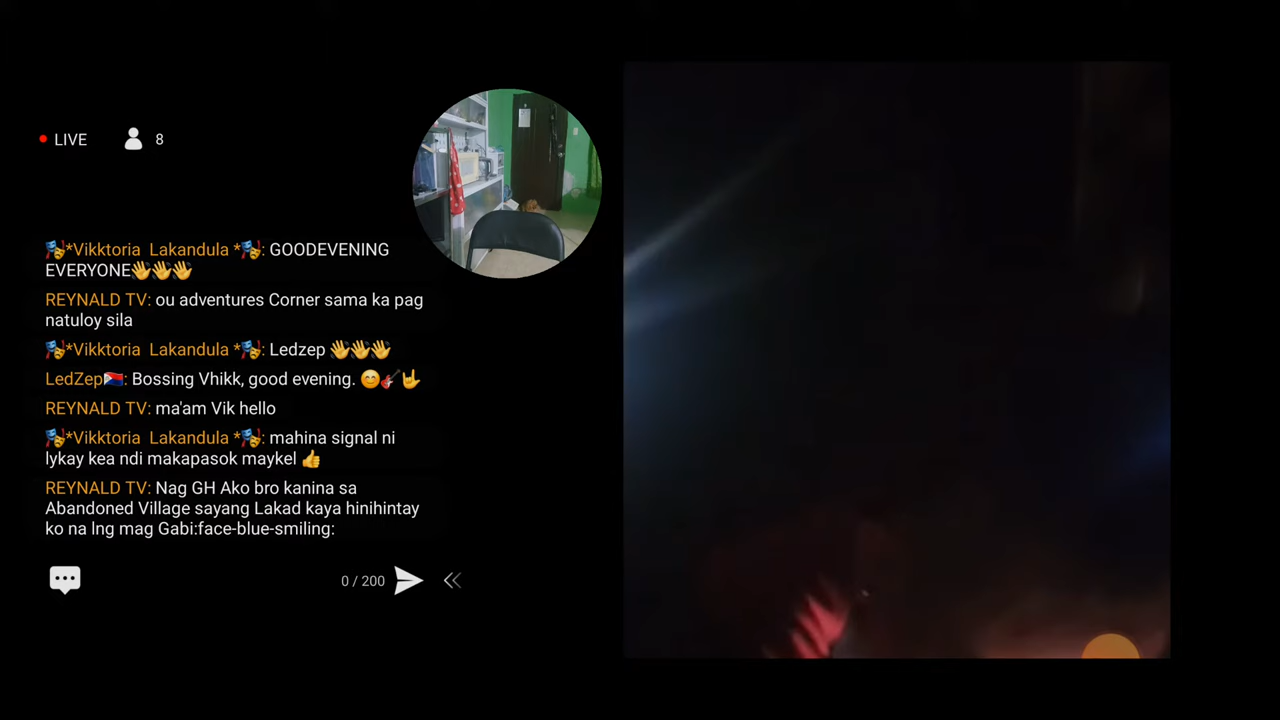 LIVE 8
🎭*Vikktoria Lakandula *🎭: GOODEVENING
EVERYONE👋👋👋
REYNALD TV: ou adventures Corner sama ka pag
natuloy sila
🎭*Vikktoria Lakandula *🎭: Ledzep 👋👋👋
LedZep🇵🇭: Bossing Vhikk, good evening. 😊🎸🤟
REYNALD TV: ma'am Vik hello
🎭*Vikktoria Lakandula *🎭: mahina signal ni
lykay kea ndi makapasok maykel 👍
REYNALD TV: Nag GH Ako bro kanina sa
Abandoned Village sayang Lakad kaya hinihintay
ko na lng mag Gabi:face-blue-smiling:
0 / 200